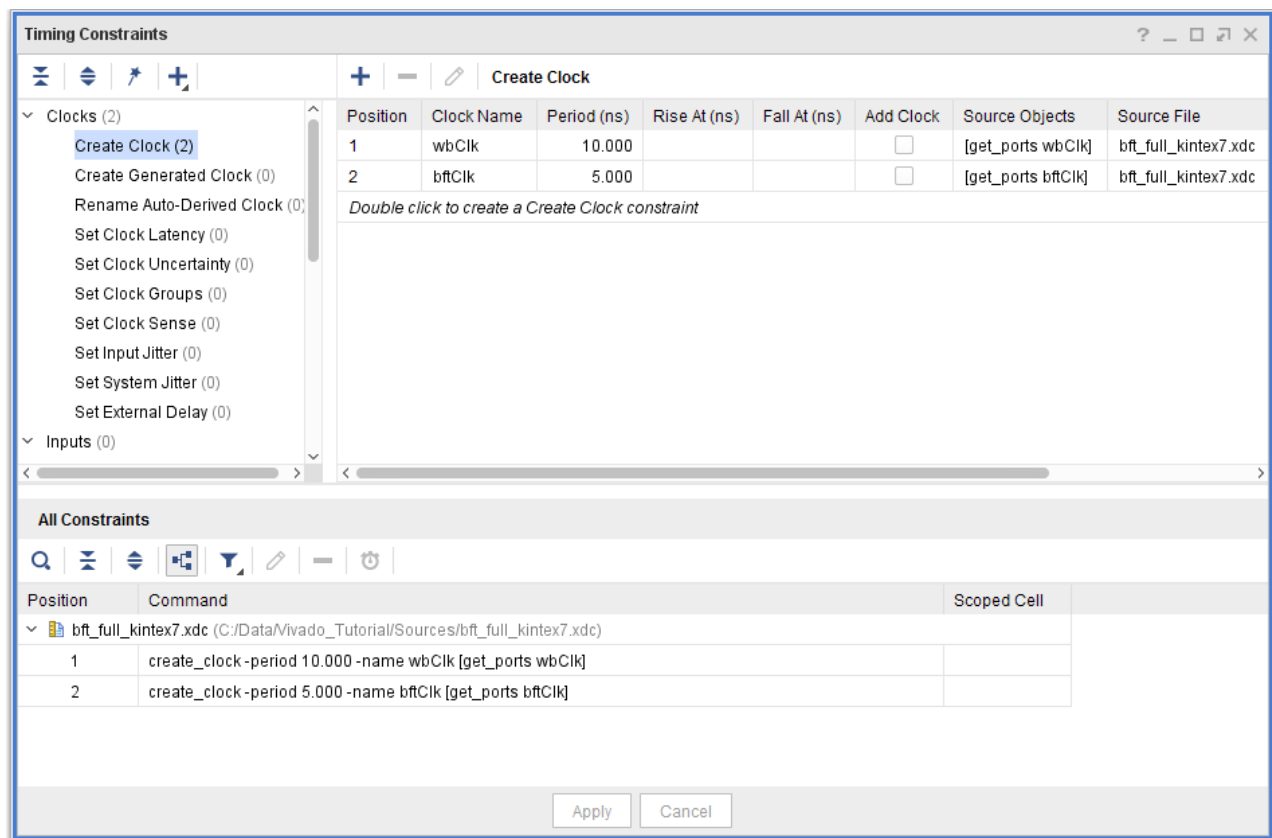 Timing Constraints
Create Clock
Clocks (2)
Create Clock (2)
Create Generated Clock (0)
Rename Auto-Derived Clock (0)
Set Clock Latency (0)
Set Clock Uncertainty (0)
Set Clock Groups (0)
Set Clock Sense (0)
Set Input Jitter (0)
Set System Jitter (0)
Set External Delay (0)
Inputs (0)
Position Clock Name Period (ns) Rise At (ns) Fall At (ns) Add Clock Source Objects Source File
1 wbClk 10.000 [get_ports wbClk] bft_full_kintex7.xdc
2 bftClk 5.000 [get_ports bftClk] bft_full_kintex7.xdc
Double click to create a Create Clock constraint
All Constraints
Position Command Scoped Cell
bft_full_kintex7.xdc (C:/Data/Vivado_Tutorial/Sources/bft_full_kintex7.xdc)
1 create_clock -period 10.000 -name wbClk [get_ports wbClk]
2 create_clock -period 5.000 -name bftClk [get_ports bftClk]
Apply Cancel